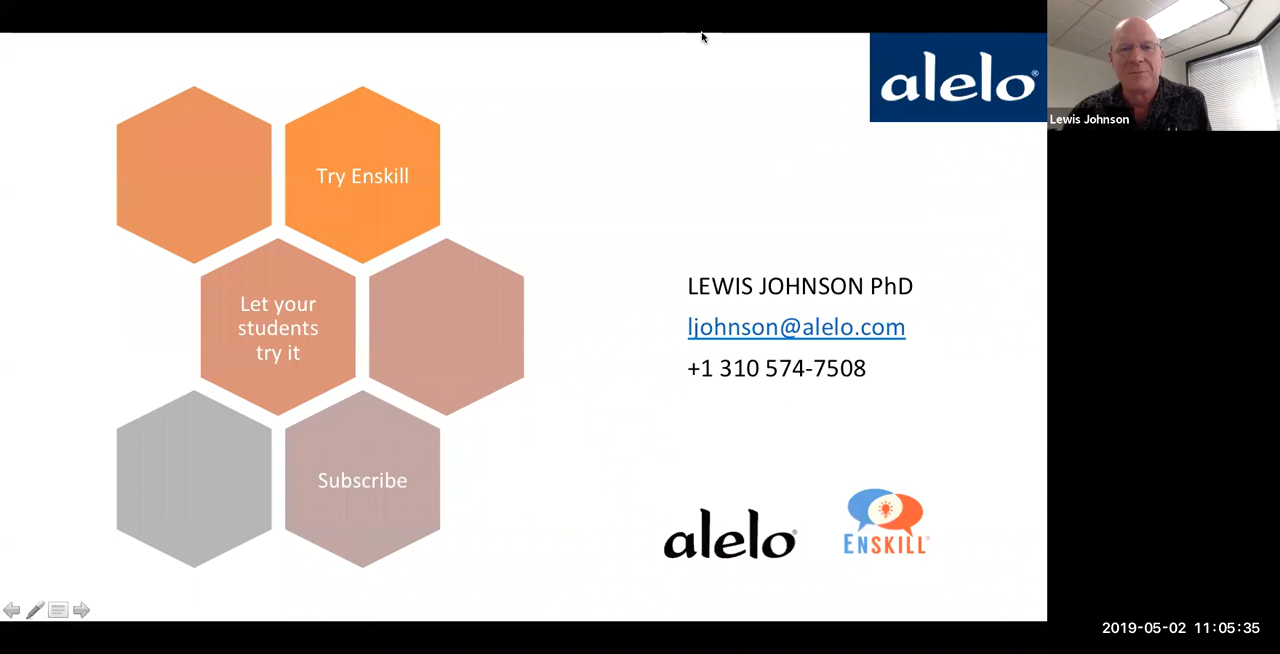 alelo®
Lewis Johnson
Try Enskill
Let your
students
try it
Subscribe
LEWIS JOHNSON PhD
ljohnson@alelo.com
+1 310 574-7508
alelo®
ENSKILL®
2019-05-02 11:05:35